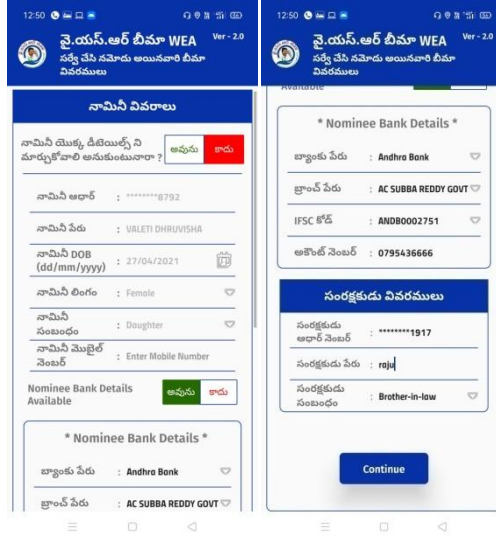 12:50
వై.యస్.ఆర్ బీమా WEA Ver - 2.0
సర్వే చేసి నమోదు అయినవారి బీమా
వివరములు
నామినీ వివరాలు
నామినీ యొక్క డీటెయిల్స్ ని
మార్చుకోవాలి అనుకుంటునారా ? అవును కాదు
నామినీ ఆధార్ : ********8792
నామినీ పేరు : VALETI DHRUVISHA
నామినీ DOB
(dd/mm/yyyy) : 27/04/2021
నామినీ లింగం : Female
నామినీ
సంబంధం : Daughter
నామినీ మొబైల్
నెంబర్ : Enter Mobile Number
Nominee Bank Details
Available అవును కాదు
* Nominee Bank Details *
బ్యాంకు పేరు : Andhra Bank
బ్రాంచ్ పేరు : AC SUBBA REDDY GOVT
12:50
వై.యస్.ఆర్ బీమా WEA Ver - 2.0
సర్వే చేసి నమోదు అయినవారి బీమా
వివరములు
Available
* Nominee Bank Details *
బ్యాంకు పేరు : Andhra Bank
బ్రాంచ్ పేరు : AC SUBBA REDDY GOVT
IFSC కోడ్ : ANDB0002751
అకౌంట్ నెంబర్ : 0795436666
సంరక్షకుడు వివరములు
సంరక్షకుడు
ఆధార్ నెంబర్ : ********1917
సంరక్షకుడు పేరు : raju
సంరక్షకుడు
సంబంధం : Brother-in-law
Continue